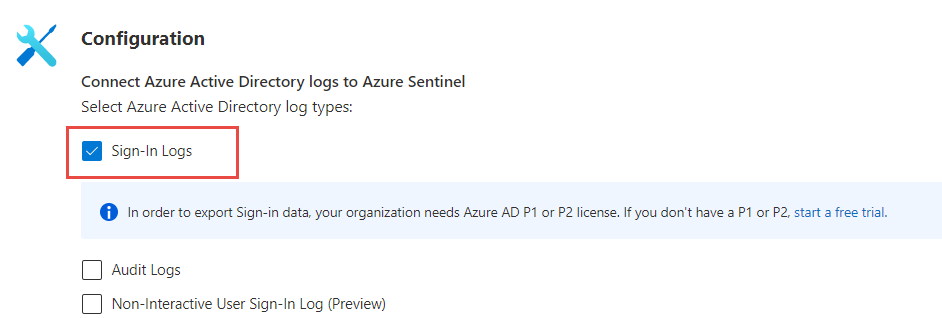 Configuration
Connect Azure Active Directory logs to Azure Sentinel
Select Azure Active Directory log types:
Sign-In Logs
In order to export Sign-in data, your organization needs Azure AD P1 or P2 license. If you don't have a P1 or P2, start a free trial.
Audit Logs
Non-Interactive User Sign-In Log (Preview)